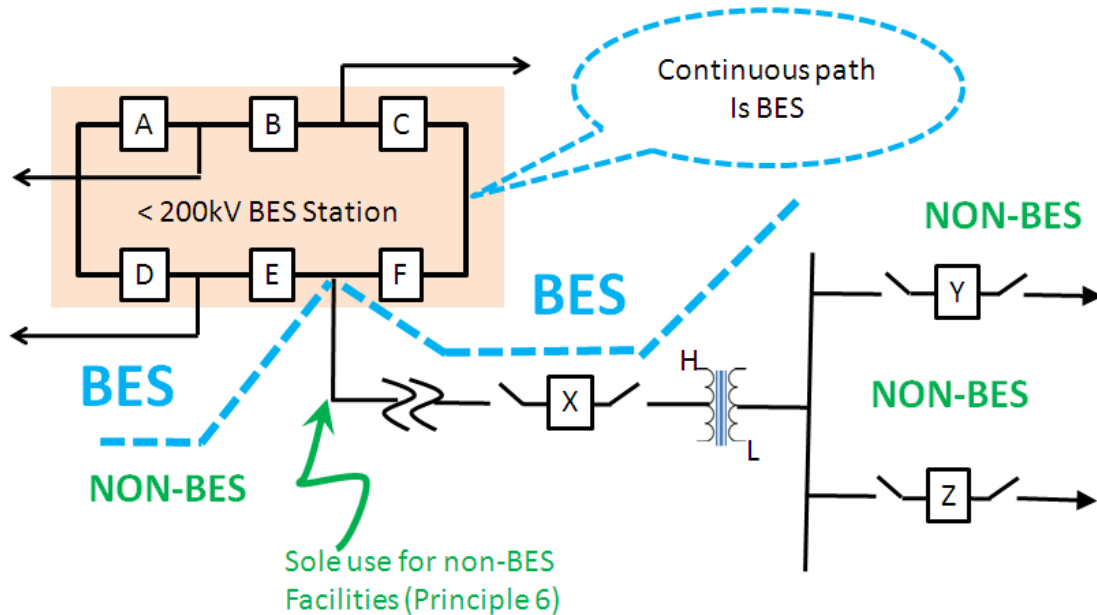 Continuous path
Is BES
A
B
C
< 200kV BES Station
D
E
F
NON-BES
BES
Y
BES
H
X
L
NON-BES
NON-BES
Z
Sole use for non-BES
Facilities (Principle 6)